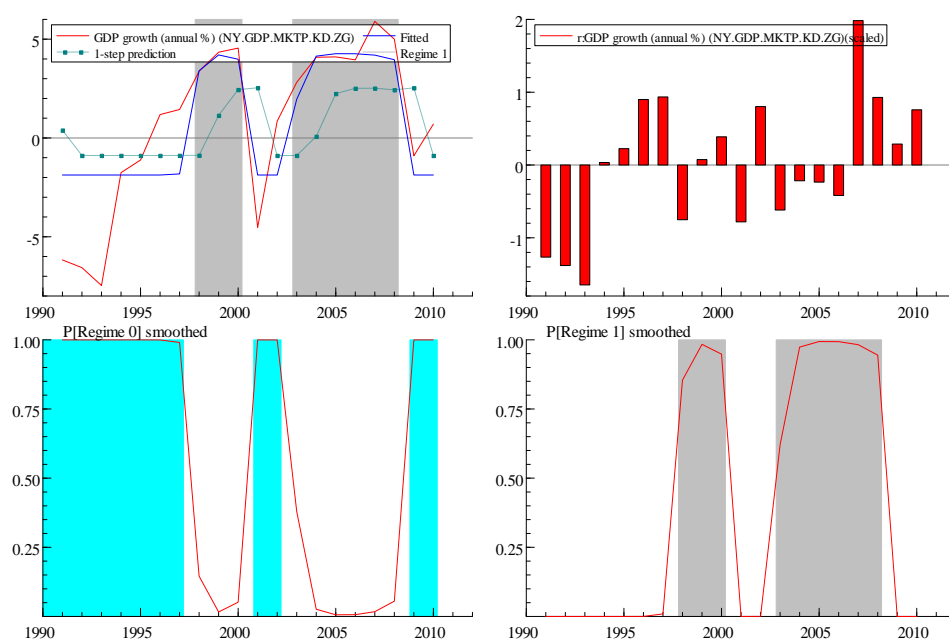 GDP growth (annual %) (NY.GDP.MKTP.KD.ZG) Fitted
1-step prediction Regime 1
5
0
-5
1990 1995 2000 2005 2010
r:GDP growth (annual %) (NY.GDP.MKTP.KD.ZG)(scaled)
2
1
0
-1
1990 1995 2000 2005 2010
P[Regime 0] smoothed
1.00
0.75
0.50
0.25
1990 1995 2000 2005 2010
P[Regime 1] smoothed
1.00
0.75
0.50
0.25
1990 1995 2000 2005 2010